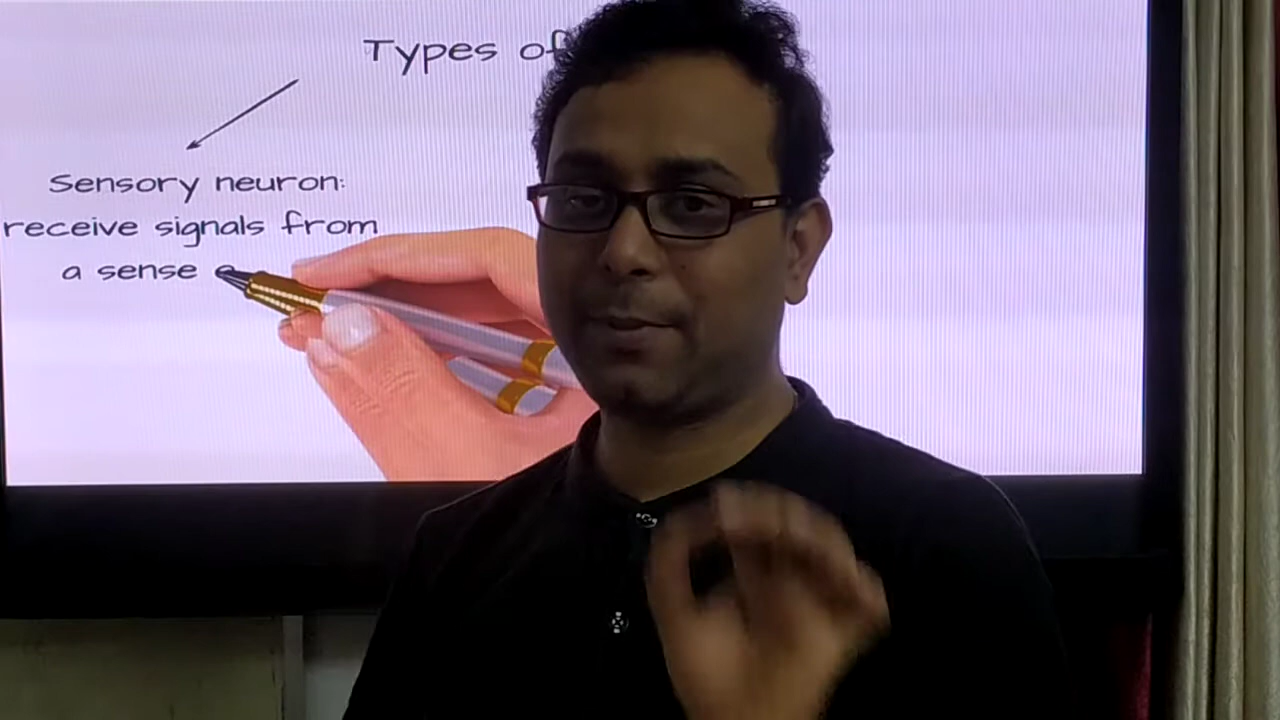 Types of
Sensory neuron:
receive signals from
a sense